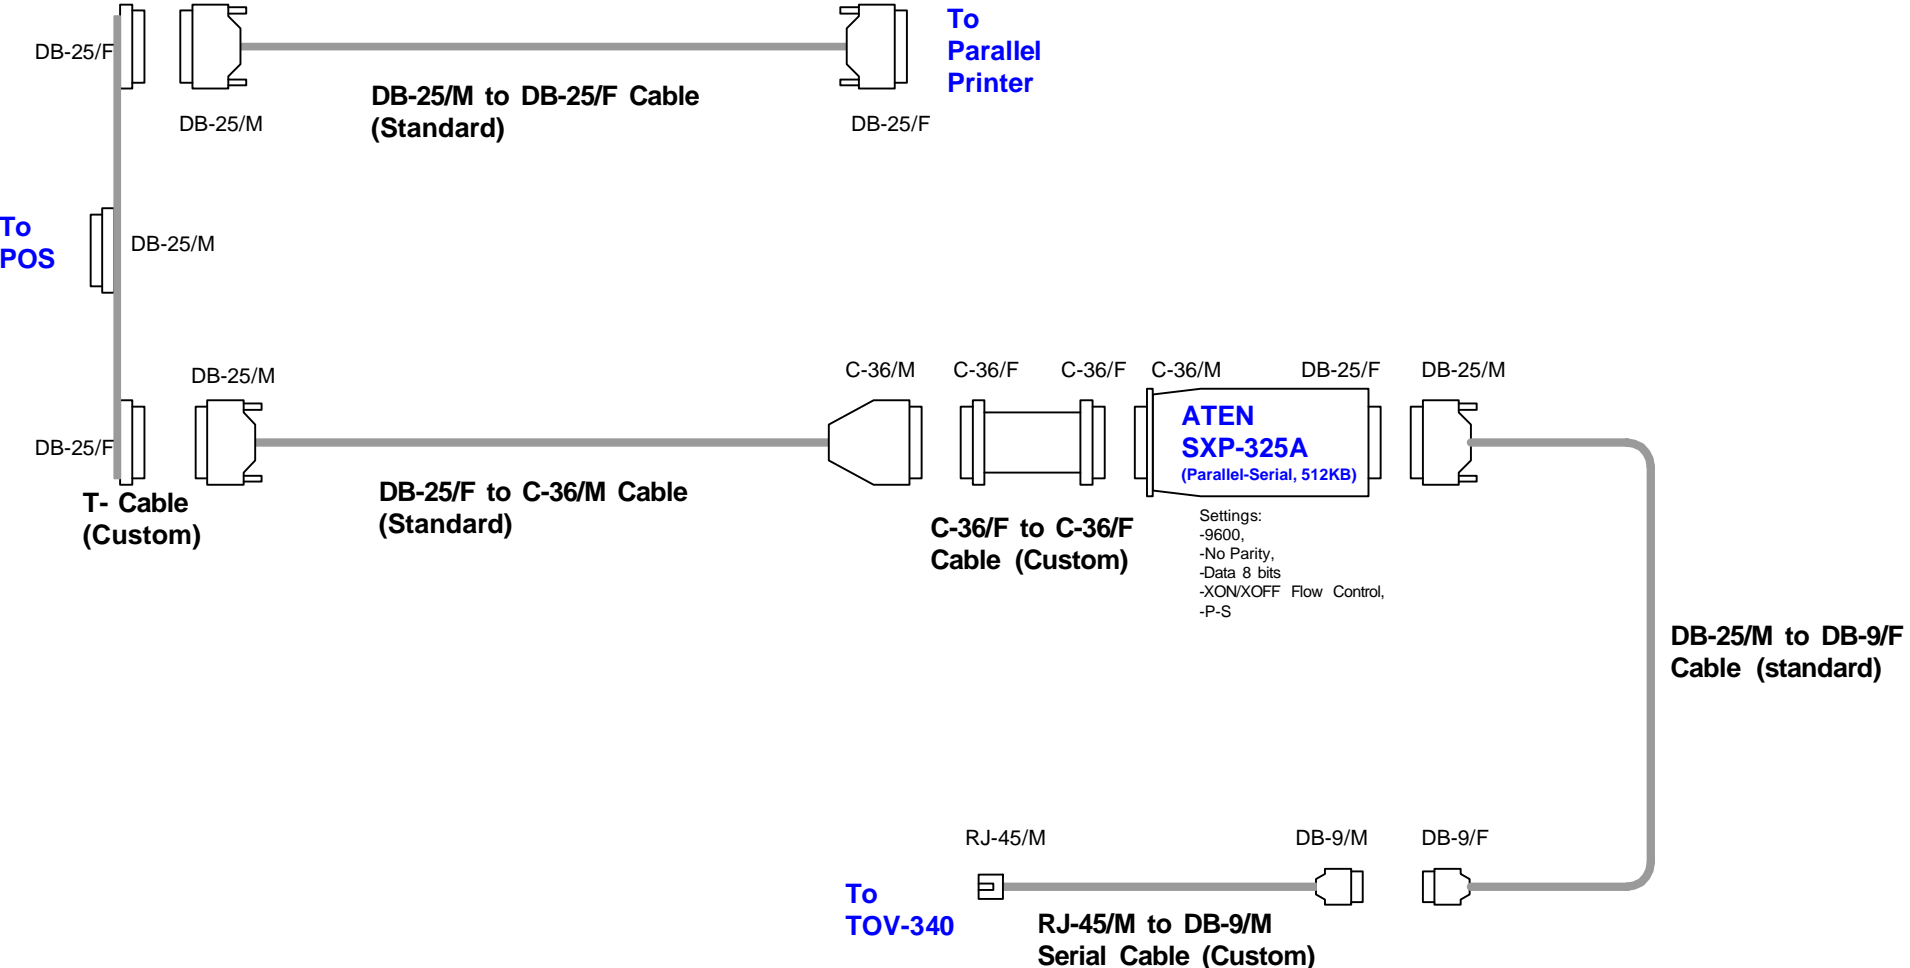 DB-25/F
To
Parallel
Printer
DB-25/M to DB-25/F Cable
(Standard)
DB-25/M
DB-25/F
To
POS
DB-25/M
DB-25/M
C-36/M
C-36/F
C-36/F
C-36/M
DB-25/F
DB-25/M
DB-25/F
ATEN
SXP-325A
(Parallel-Serial, 512KB)
T- Cable
(Custom)
DB-25/F to C-36/M Cable
(Standard)
C-36/F to C-36/F
Cable (Custom)
Settings:
-9600,
-No Parity,
-Data 8 bits
-XON/XOFF Flow Control,
-P-S
DB-25/M to DB-9/F
Cable (standard)
RJ-45/M
DB-9/M
DB-9/F
To
TOV-340
RJ-45/M to DB-9/M
Serial Cable (Custom)